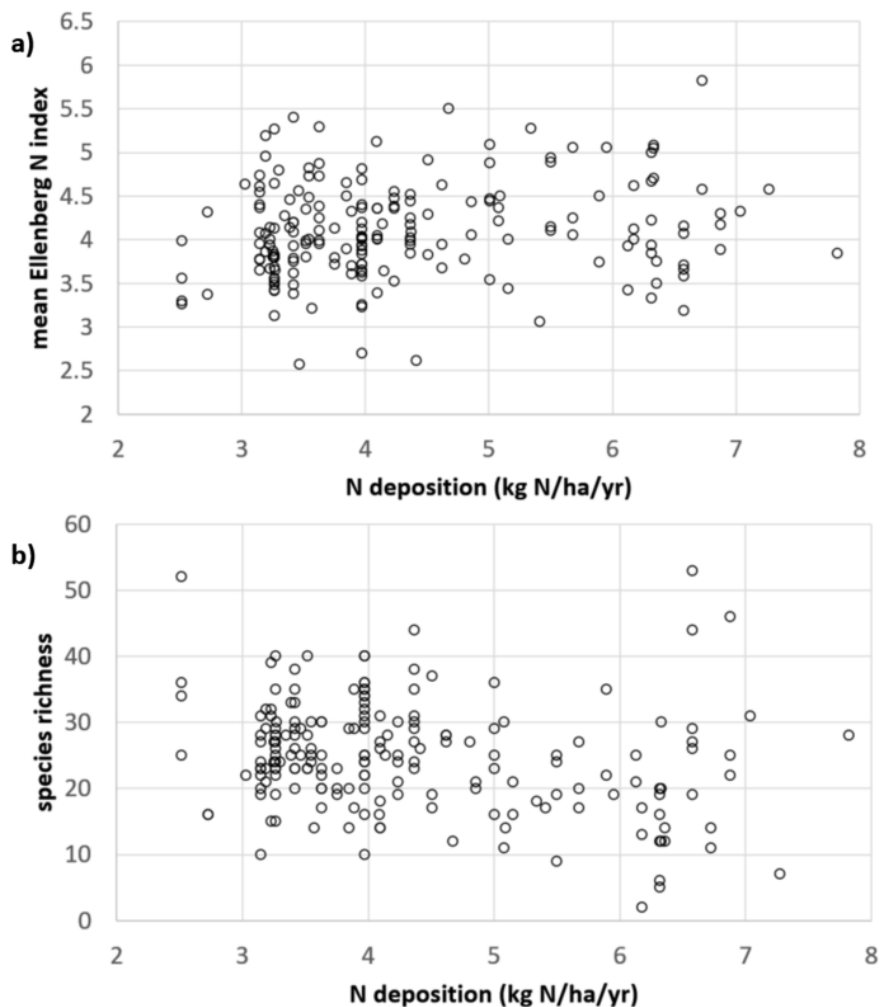 a)
mean Ellenberg N index
6.5
6
5.5
5
4.5
4
3.5
3
2.5
2
2 3 4 5 6 7 8
N deposition (kg N/ha/yr)
b)
species richness
60
50
40
30
20
10
0
2 3 4 5 6 7 8
N deposition (kg N/ha/yr)